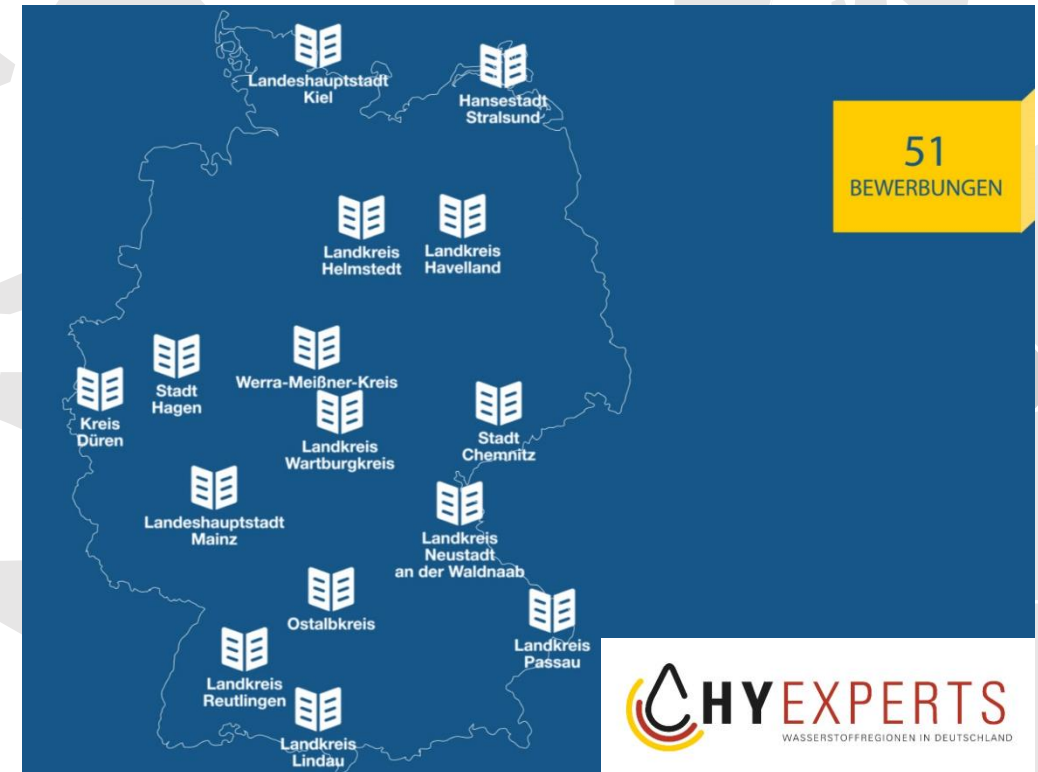 Landeshauptstadt
Kiel
Hansestadt
Stralsund
51
BEWERBUNGEN
Landkreis
Helmstedt
Landkreis
Havelland
Stadt
Hagen
Werra-Meißner-Kreis
Kreis
Düren
Landkreis
Wartburgkreis
Stadt
Chemnitz
Landeshauptstadt
Mainz
Landkreis
Neustadt
an der Waldnaab
Ostalbkreis
Landkreis
Passau
Landkreis
Reutlingen
Landkreis
Lindau
HYEXPERTS
WASSERSTOFFREGIONEN IN DEUTSCHLAND